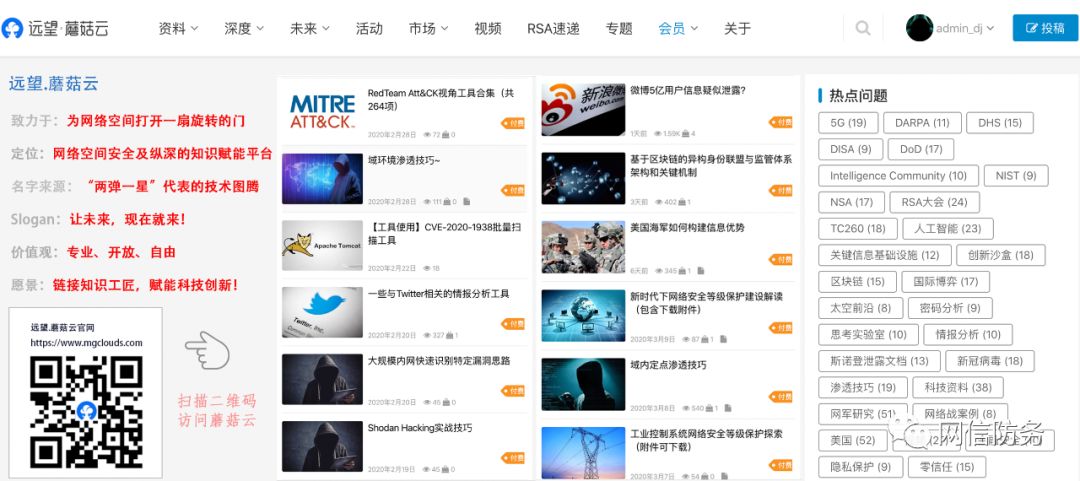 远望·蘑菇云
资料
深度
未来
活动
市场
视频
RSA速递
专题
会员
关于
admin_dj
投稿
远望.蘑菇云
致力于：为网络空间打开一扇旋转的门
定位：网络空间安全及纵深的知识赋能平台
名字来源：“两弹一星”代表的技术图腾
Slogan：让未来，现在就来！
价值观：专业、开放、自由
愿景：链接知识工匠，赋能科技创新！
远望.蘑菇云官网
https://www.mgclouds.com
扫描二维码
访问蘑菇云
MITRE
ATT&CK™
RedTeam Att&CK视角工具合集（共
264项）
付费
2020年2月28日 72 0
域环境渗透技巧~
付费
2020年2月28日 111 0
Apache Tomcat
【工具使用】CVE-2020-1938批量扫
描工具
2020年2月22日 18
Twitter, Inc.
一些与Twitter相关的情报分析工具
付费
2020年2月20日 327 1
大规模内网快速识别特定漏洞思路
付费
2020年2月20日 45 0
Shodan Hacking实战技巧
付费
2020年2月19日 45 0
新浪微博
weibo.com
微博5亿用户信息疑似泄露?
付费
1天前 1.59K 4
基于区块链的异构身份联盟与监管体系
架构和关键机制
付费
3天前 402 1
美国海军如何构建信息优势
付费
6天前 345 1
新时代下网络安全等级保护建设解读
（包含下载附件）
付费
2020年3月9日 87 1
域内定点渗透技巧
付费
2020年3月8日 540 1
工业控制系统网络安全等级保护探索
（附件可下载）
付费
2020年3月7日 54 0
热点问题
5G (19)
DARPA (11)
DHS (15)
DISA (9)
DoD (17)
Intelligence Community (10)
NIST (9)
NSA (17)
RSA大会 (24)
TC260 (18)
人工智能 (23)
关键信息基础设施 (12)
创新沙盒 (18)
区块链 (15)
国际博弈 (17)
太空前沿 (8)
密码分析 (9)
思考实验室 (10)
情报分析 (10)
斯诺登泄露文档 (13)
新冠病毒 (18)
渗透技巧 (19)
科技资料 (38)
网军研究 (51)
网络战案例 (8)
美国 (52)
网信防务
隐私保护 (9)
零信任 (15)